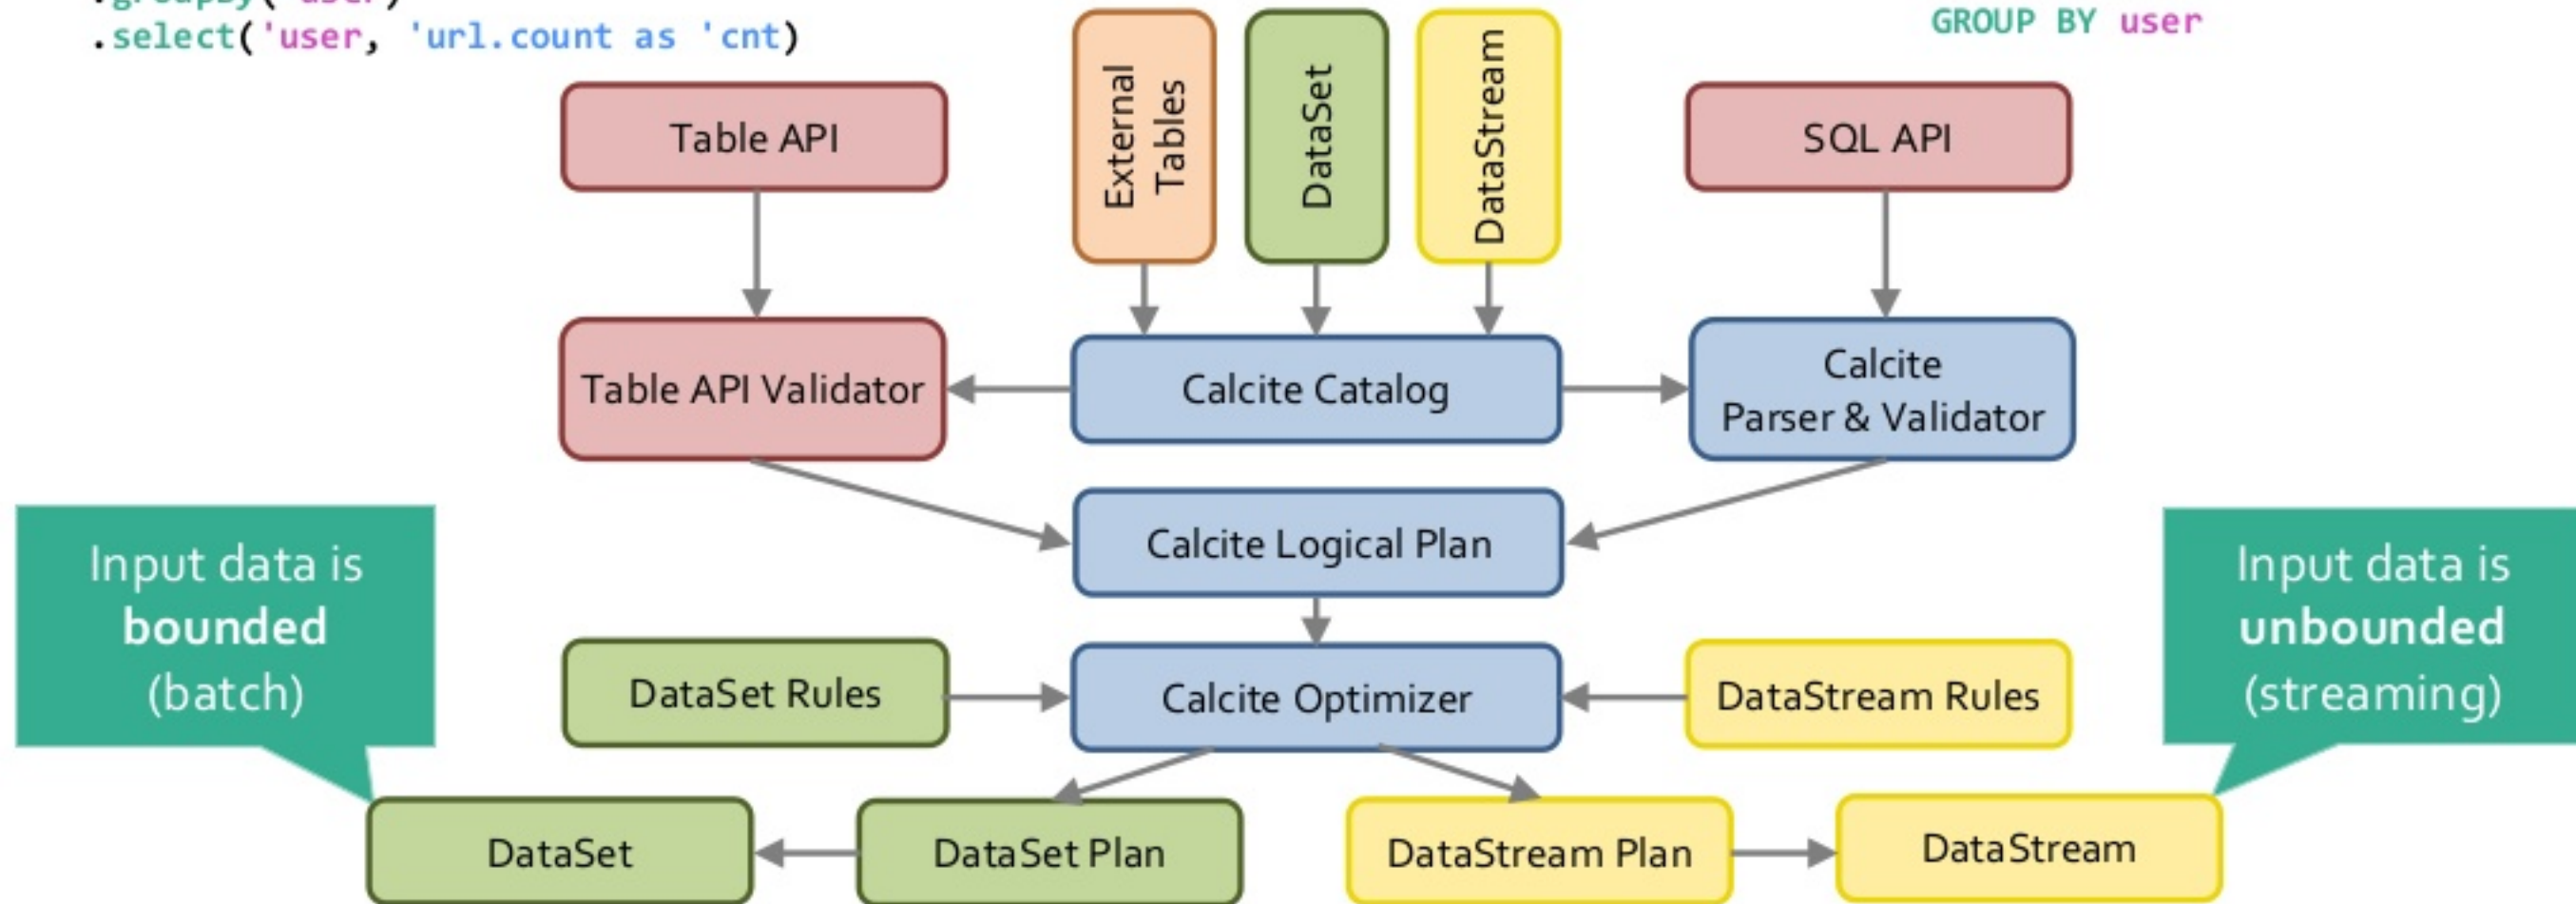 .groupBy('user)
.select('user, 'url.count as 'cnt)
GROUP BY user
External
Tables
DataSet
DataStream
Table API
SQL API
Table API Validator
Calcite Catalog
Calcite
Parser & Validator
Calcite Logical Plan
Input data is
bounded
(batch)
Input data is
unbounded
(streaming)
DataSet Rules
Calcite Optimizer
DataStream Rules
DataSet
DataSet Plan
DataStream Plan
DataStream